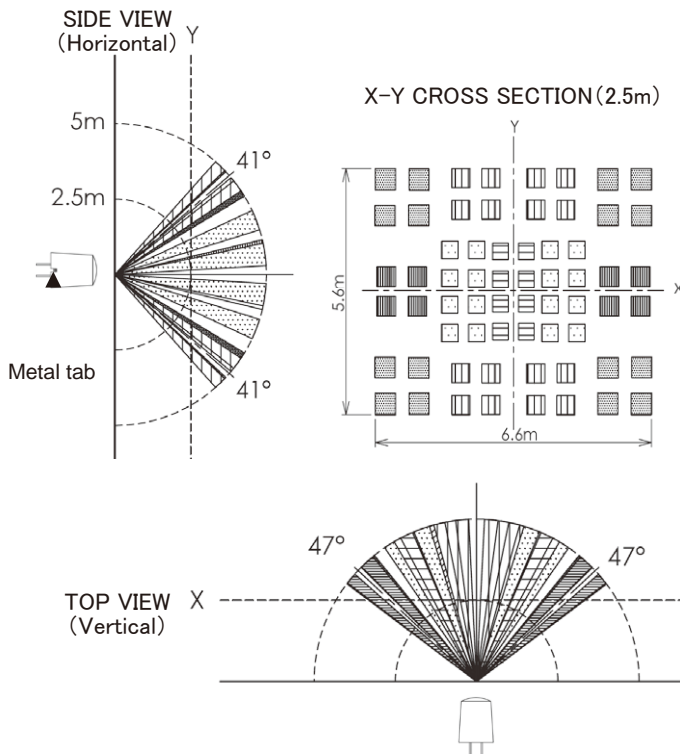 SIDE VIEW
(Horizontal)
Y
5m
2.5m
41°
41°
Metal tab
X-Y CROSS SECTION(2.5m)
Y
X
5.6m
6.6m
47°
47°
TOP VIEW X
(Vertical)